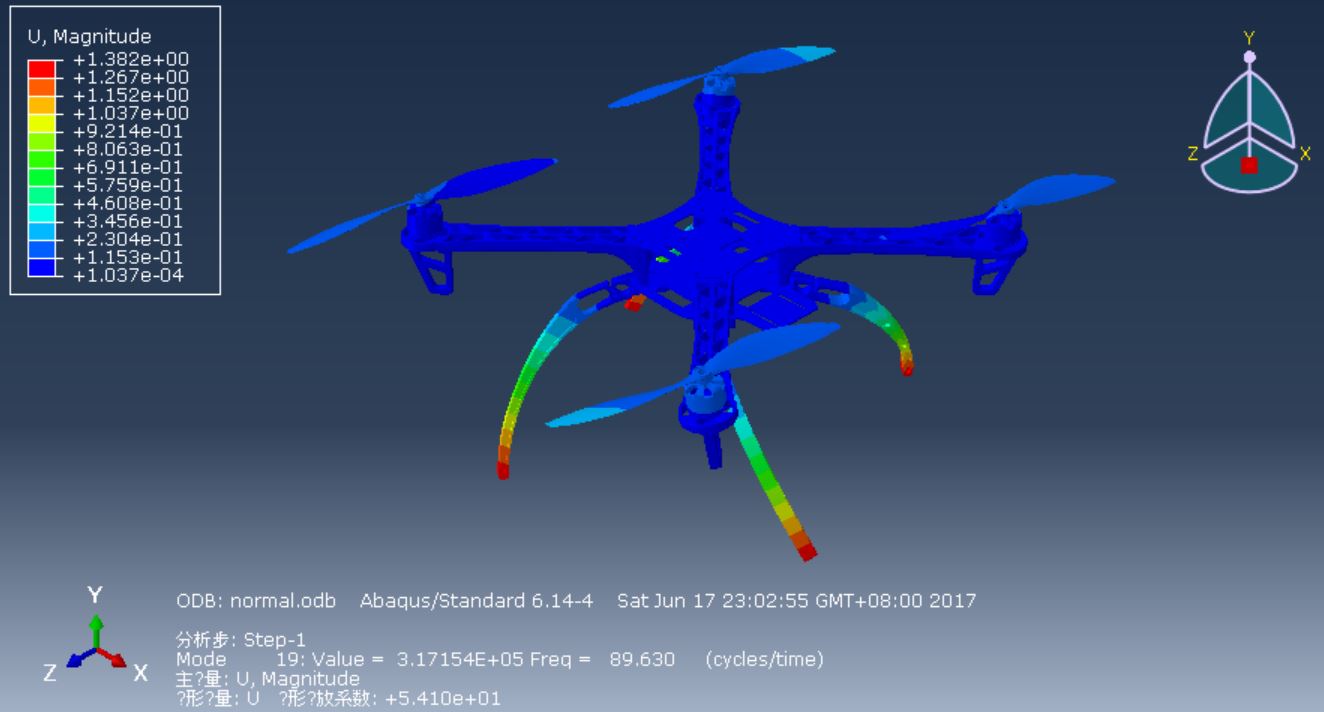 U, Magnitude
+1.382e+00
+1.267e+00
+1.152e+00
+1.037e+00
+9.214e-01
+8.063e-01
+6.911e-01
+5.759e-01
+4.608e-01
+3.456e-01
+2.304e-01
+1.153e-01
+1.037e-04
Y
Z X
Y
Z X
ODB: normal.odb Abaqus/Standard 6.14-4 Sat Jun 17 23:02:55 GMT+08:00 2017
分析步: Step-1
Mode 19: Value = 3.17154E+05 Freq = 89.630 (cycles/time)
主?量: U, Magnitude
?形?量: U ?形?放系数: +5.410e+01